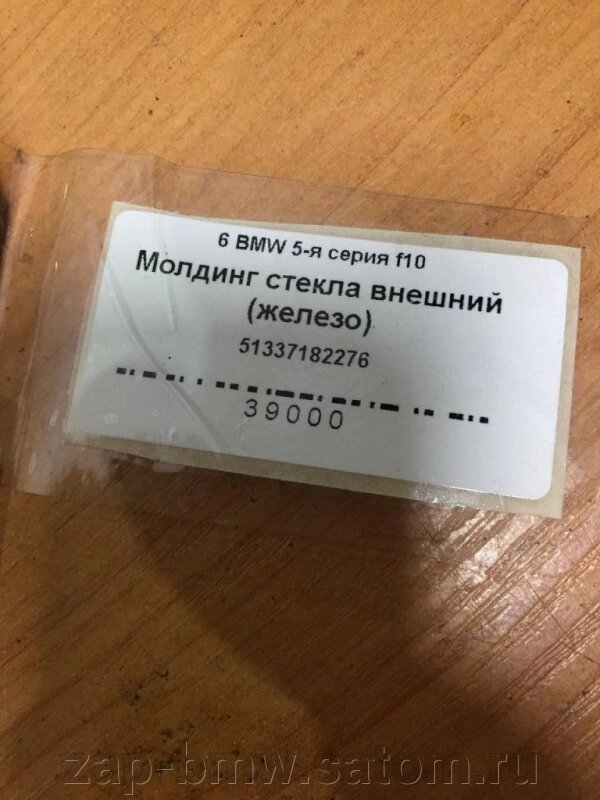 6 BMW 5-я серия f10
Молдинг стекла внешний
(железо)
51337182276
39000
zap-bmw.satom.ru